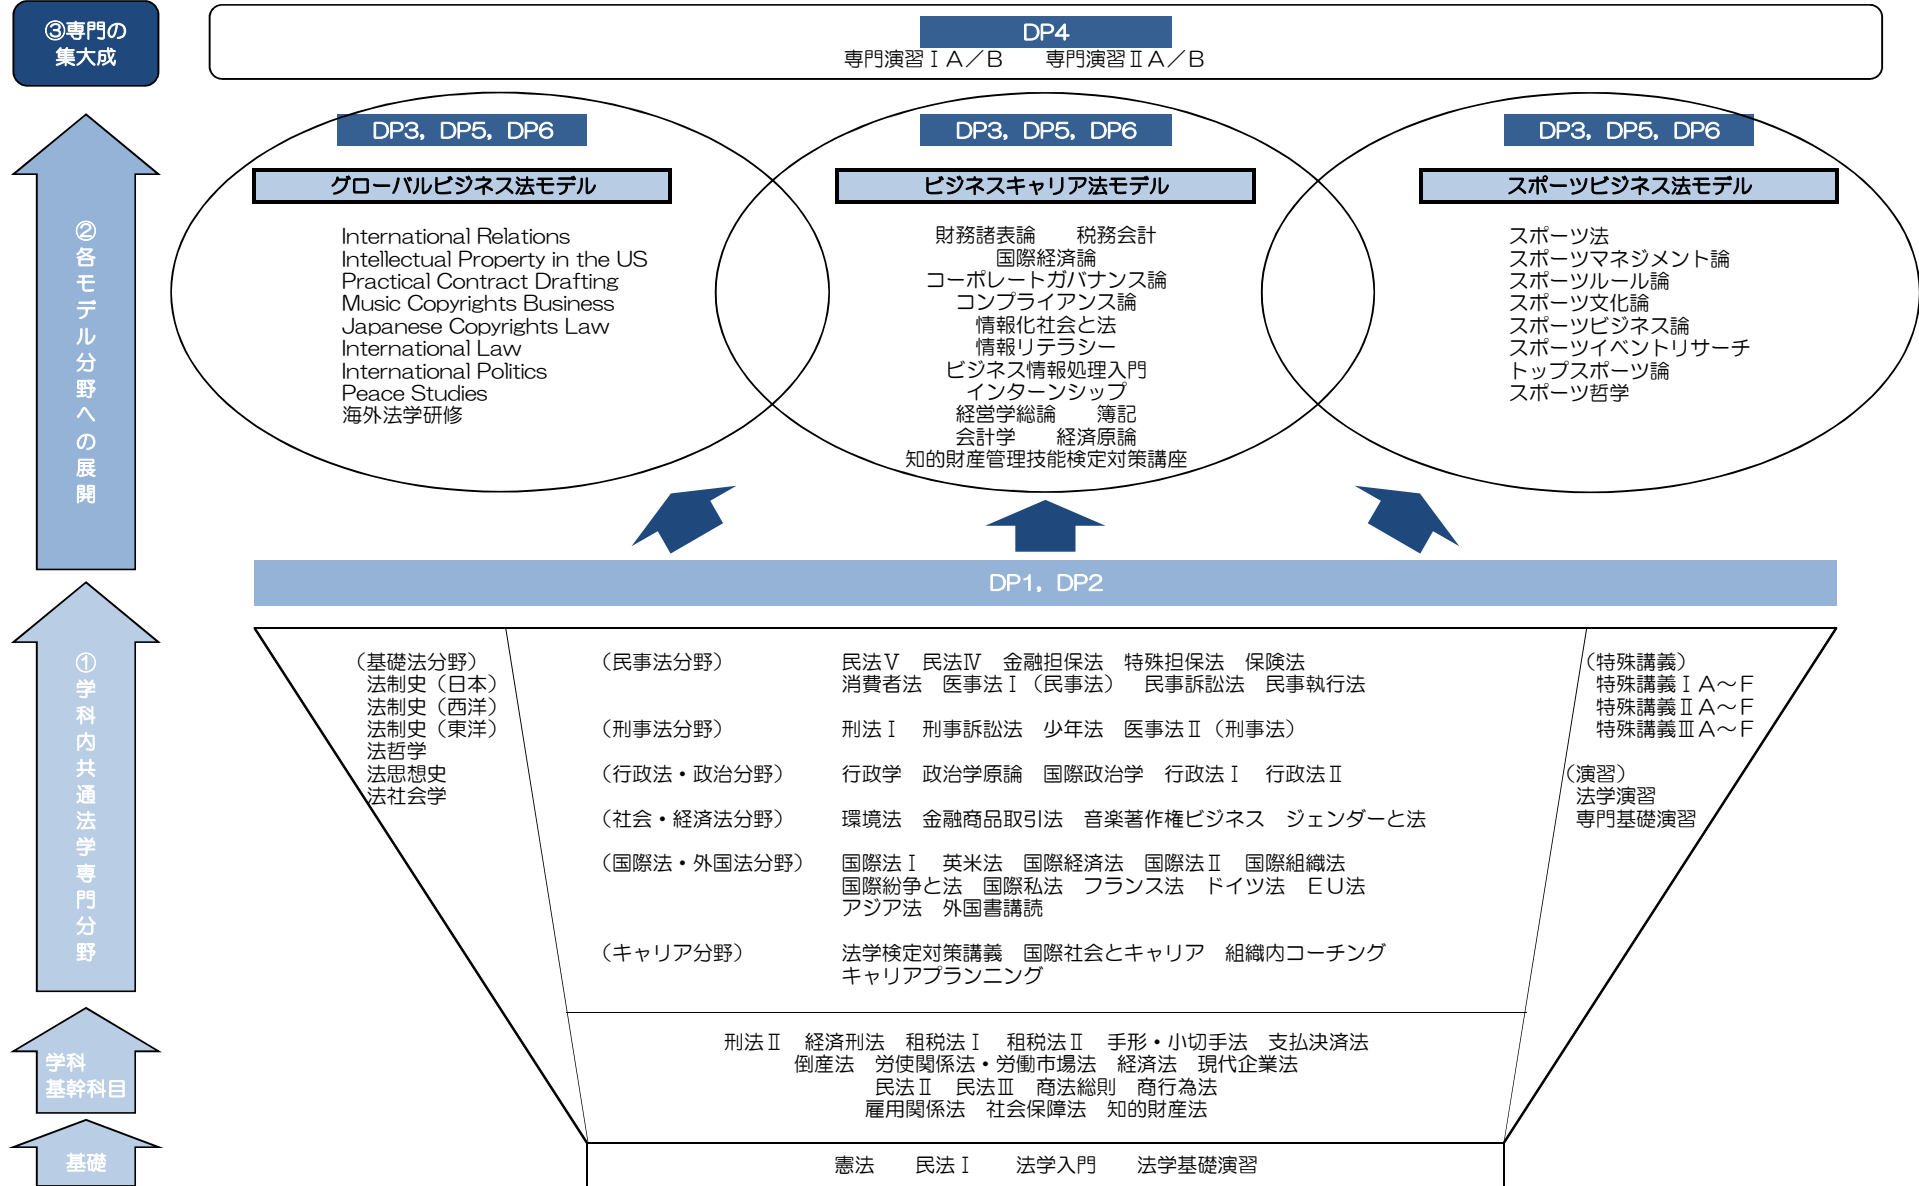 ③専門の
集大成
DP4
専門演習ⅠA／B　　専門演習ⅡA／B
②各モデル分野への展開
DP3, DP5, DP6
グローバルビジネス法モデル
International Relations
Intellectual Property in the US
Practical Contract Drafting
Music Copyrights Business
Japanese Copyrights Law
International Law
International Politics
Peace Studies
海外法学研修
DP3, DP5, DP6
ビジネスキャリア法モデル
財務諸表論　　税務会計
国際経済論
コーポレートガバナンス論
コンプライアンス論
情報化社会と法
情報リテラシー
ビジネス情報処理入門
インターンシップ
経営学総論　　簿記
会計学　　経済原論
知的財産管理技能検定対策講座
DP3, DP5, DP6
スポーツビジネス法モデル
スポーツ法
スポーツマネジメント論
スポーツルール論
スポーツ文化論
スポーツビジネス論
スポーツイベントリサーチ
トップスポーツ論
スポーツ哲学
DP1, DP2
①学科内共通法学専門分野
（基礎法分野）
法制史（日本）
法制史（西洋）
法制史（東洋）
法哲学
法思想史
法社会学
（民事法分野）　民法Ⅴ　民法Ⅳ　金融担保法　特殊担保法　保険法
消費者法　医事法Ⅰ（民事法）　民事訴訟法　民事執行法
（刑事法分野）　刑法Ⅰ　刑事訴訟法　少年法　医事法Ⅱ（刑事法）
（行政法・政治分野）　行政学　政治学原論　国際政治学　行政法Ⅰ　行政法Ⅱ
（社会・経済法分野）　環境法　金融商品取引法　音楽著作権ビジネス　ジェンダーと法
（国際法・外国法分野）　国際法Ⅰ　英米法　国際経済法　国際法Ⅱ　国際組織法
国際紛争と法　国際私法　フランス法　ドイツ法　ＥＵ法
アジア法　外国書講読
（キャリア分野）　法学検定対策講義　国際社会とキャリア　組織内コーチング
キャリアプランニング
（特殊講義）
特殊講義ⅠA～F
特殊講義ⅡA～F
特殊講義ⅢA～F
（演習）
法学演習
専門基礎演習
学科
基幹科目
刑法Ⅱ　経済刑法　租税法Ⅰ　租税法Ⅱ　手形・小切手法　支払決済法
倒産法　労使関係法・労働市場法　経済法　現代企業法
民法Ⅱ　民法Ⅲ　商法総則　商行為法
雇用関係法　社会保障法　知的財産法
基礎
憲法　　民法Ⅰ　　法学入門　　法学基礎演習